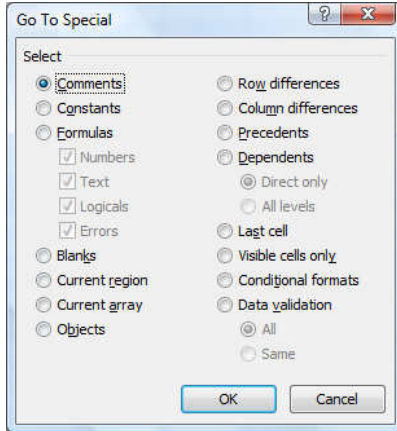 Go To Special
Select
Comments
Constants
Formulas
Numbers
Text
Logicals
Errors
Blanks
Current region
Current array
Objects
Row differences
Column differences
Precedents
Dependents
Direct only
All levels
Last cell
Visible cells only
Conditional formats
Data validation
All
Same
OK
Cancel